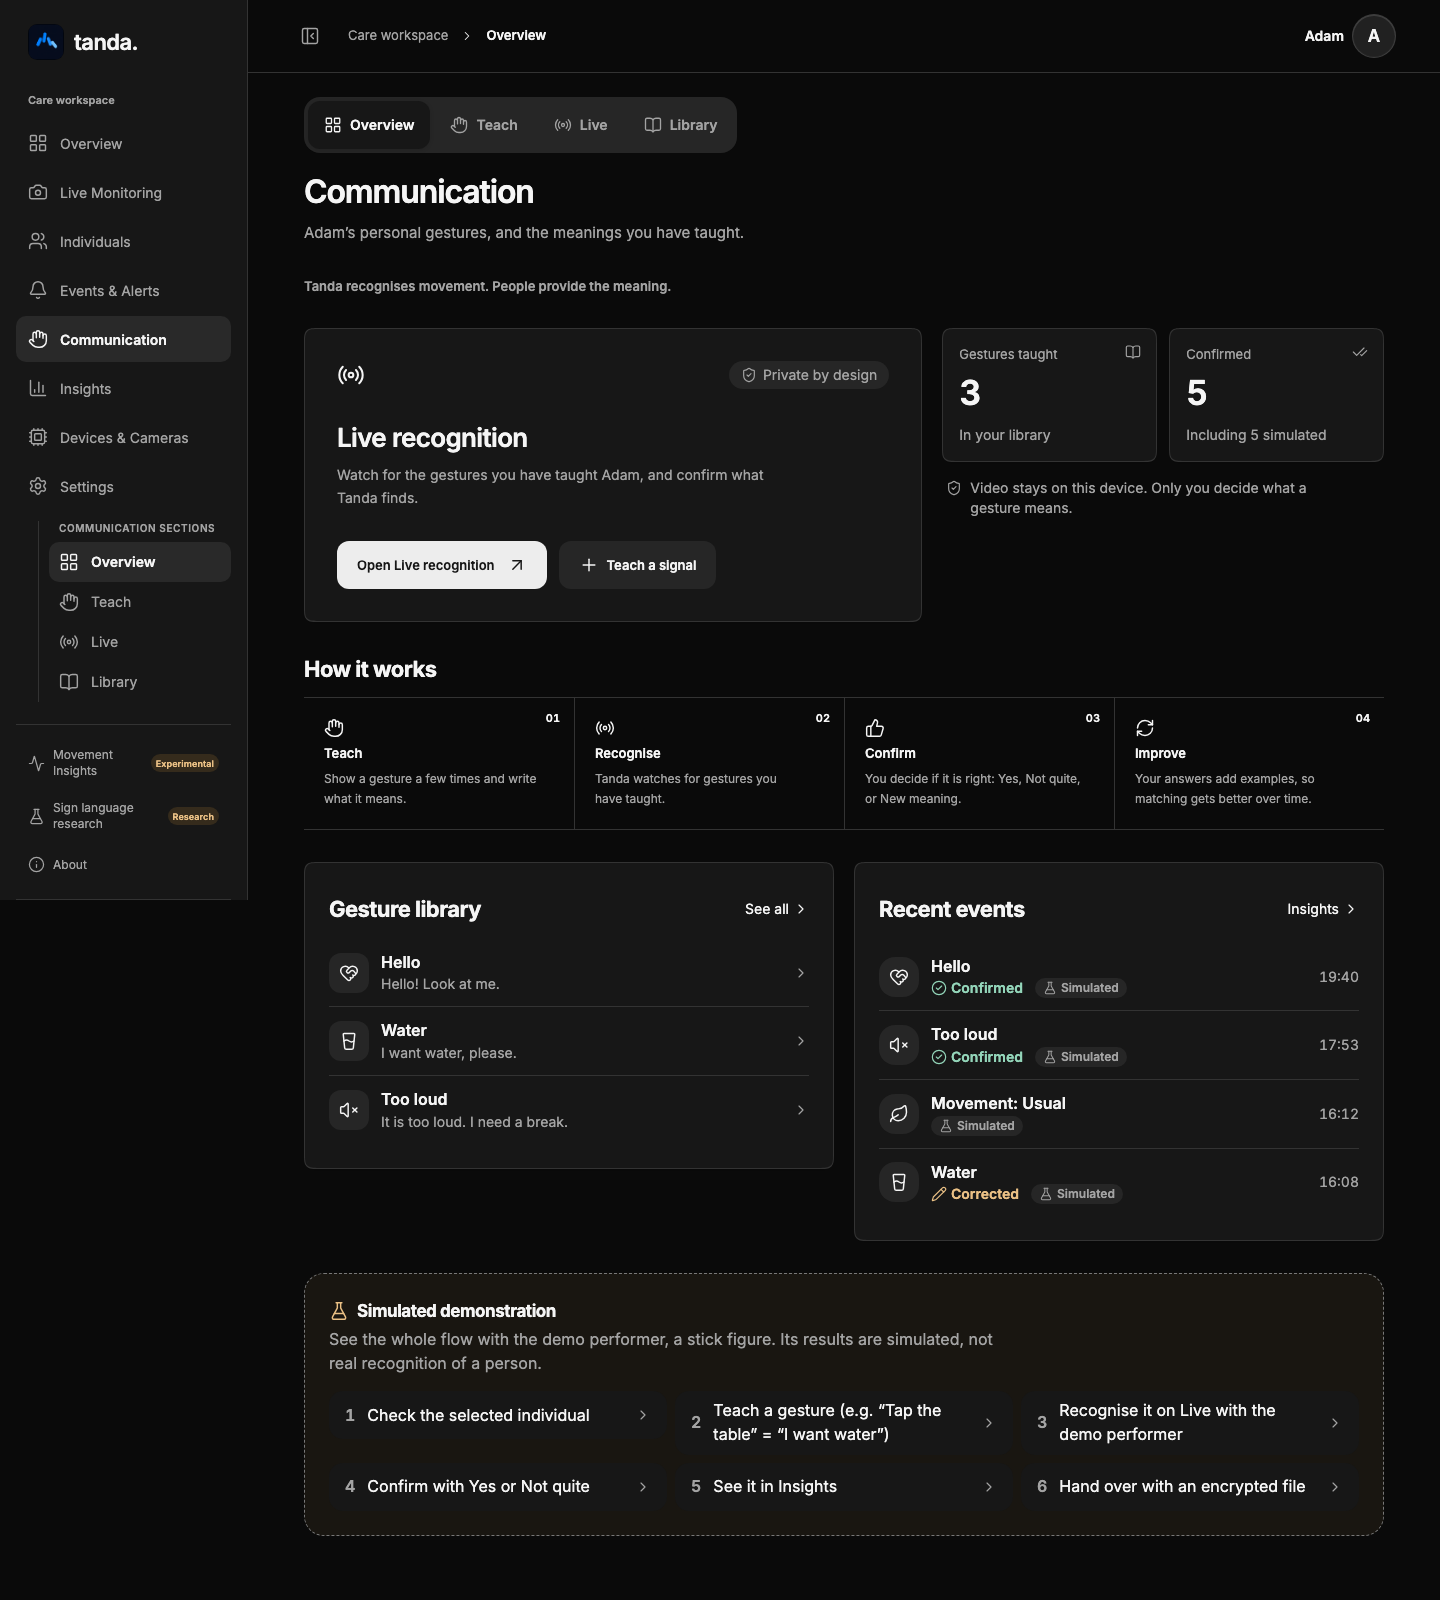 tanda.
Care workspace
Overview
Live Monitoring
Individuals
Events & Alerts
Communication
Insights
Devices & Cameras
Settings
COMMUNICATION SECTIONS
Overview
Teach
Live
Library
Movement
Insights
Experimental
Sign language
research
Research
About
Care workspace
Overview
Adam
A
Overview
Teach
Live
Library
Communication
Adam’s personal gestures, and the meanings you have taught.
Tanda recognises movement. People provide the meaning.
Private by design
Live recognition
Watch for the gestures you have taught Adam, and confirm what
Tanda finds.
Open Live recognition
Teach a signal
Gestures taught
3
In your library
Confirmed
5
Including 5 simulated
Video stays on this device. Only you decide what a
gesture means.
How it works
01
Teach
Show a gesture a few times and write
what it means.
02
Recognise
Tanda watches for gestures you
have taught.
03
Confirm
You decide if it is right: Yes, Not quite,
or New meaning.
04
Improve
Your answers add examples, so
matching gets better over time.
Gesture library
See all
Hello
Hello! Look at me.
Water
I want water, please.
Too loud
It is too loud. I need a break.
Recent events
Insights
Hello
Confirmed
Simulated
19:40
Too loud
Confirmed
Simulated
17:53
Movement: Usual
Simulated
16:12
Water
Corrected
Simulated
16:08
Simulated demonstration
See the whole flow with the demo performer, a stick figure. Its results are simulated, not
real recognition of a person.
1 Check the selected individual
2 Teach a gesture (e.g. “Tap the
table” = “I want water”)
3 Recognise it on Live with the
demo performer
4 Confirm with Yes or Not quite
5 See it in Insights
6 Hand over with an encrypted file